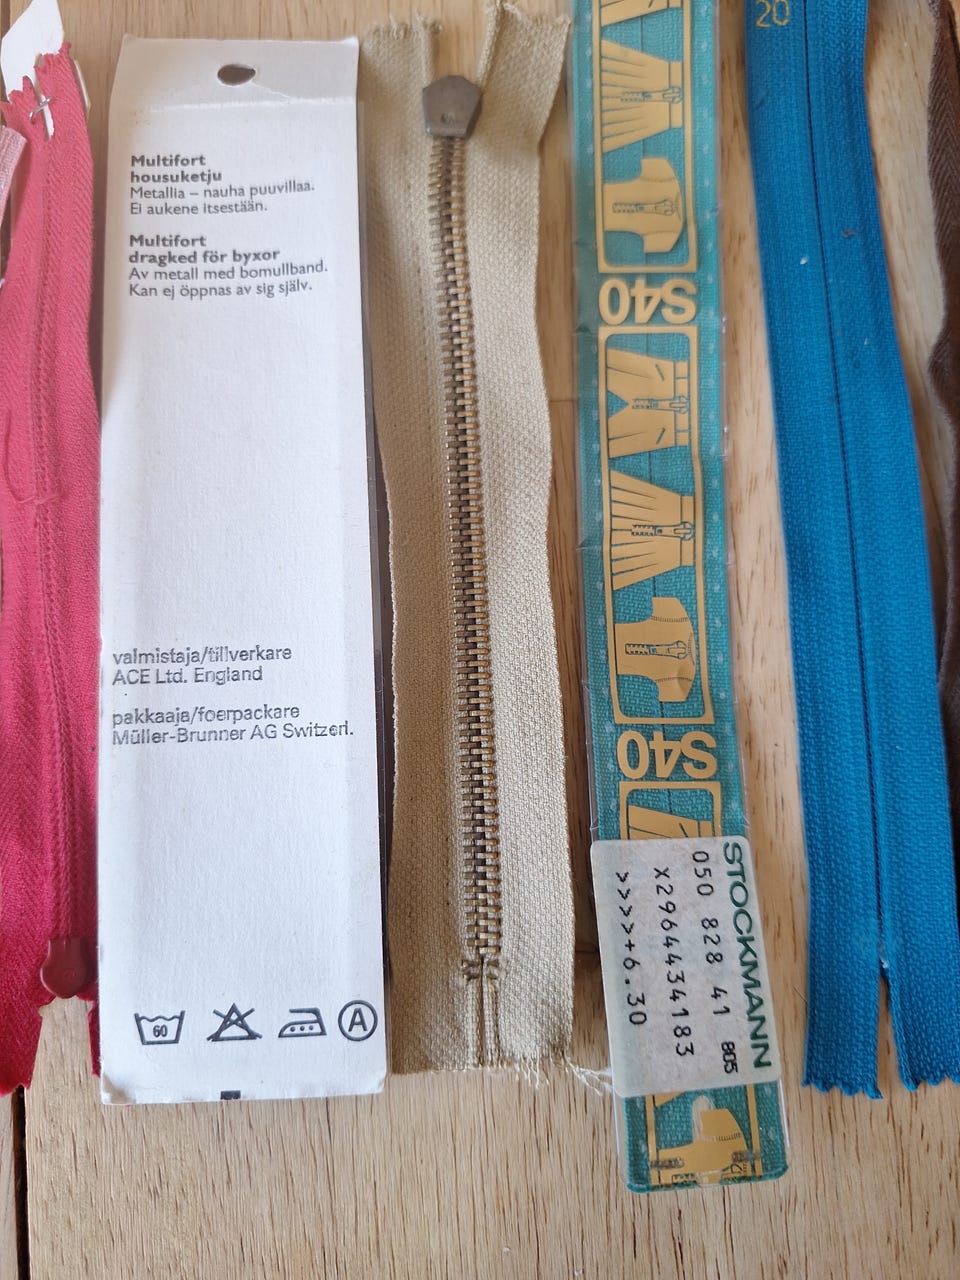 Multifort
housuketju
Metallia – nauha puuvillaa.
Ei aukene itsestään.
Multifort
dragked för byxor
Av metall med bomullband.
Kan ej öppnas av sig själv.
valmistaja/tillverkare
ACE Ltd. England
pakkaaja/foerpackare
Müller-Brunner AG Switzerl.
60
A
S40
S40
STOCKMANN
050 828 41 805
X2964434183
>>>>+6.30
20